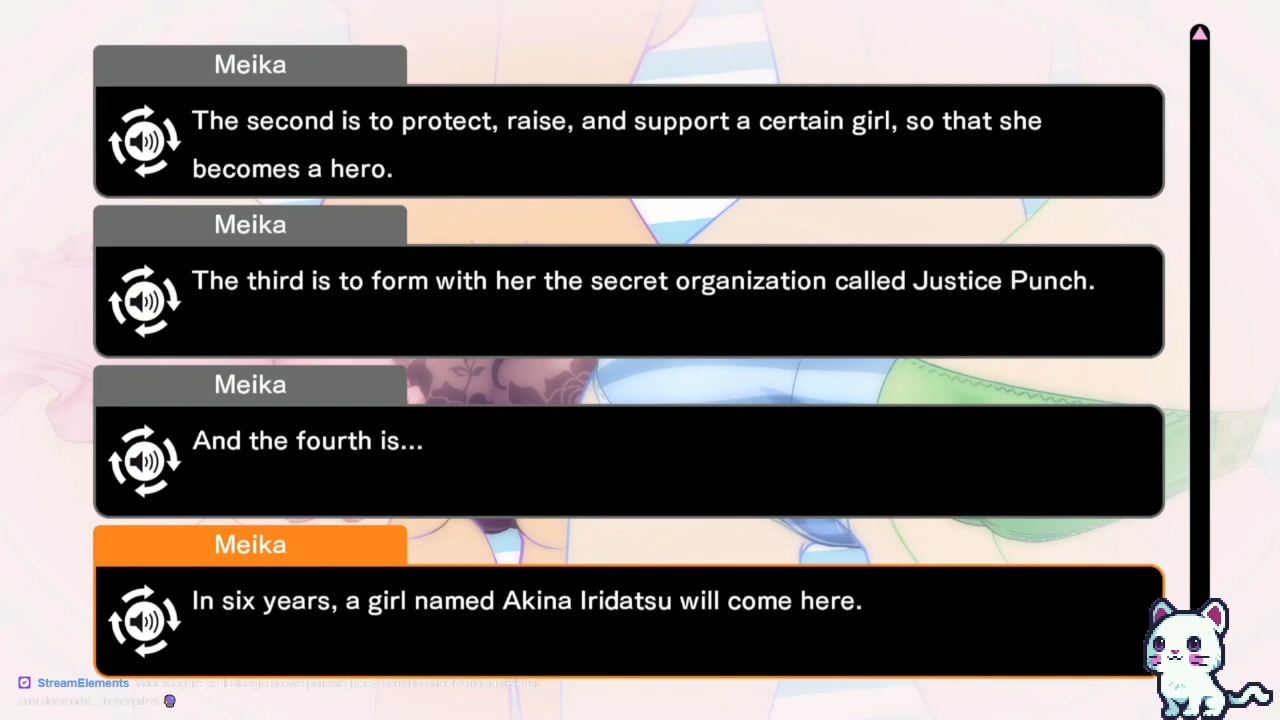 Meika
The second is to protect, raise, and support a certain girl, so that she
becomes a hero.
Meika
The third is to form with her the secret organization called Justice Punch.
Meika
And the fourth is...
Meika
In six years, a girl named Akina Iridatsu will come here.
StreamElements